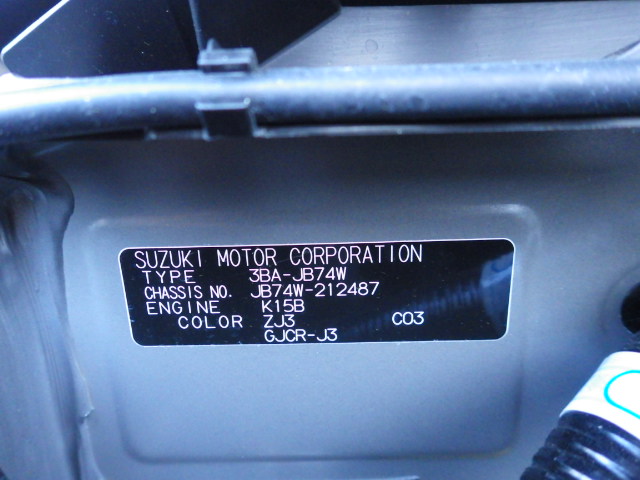 SUZUKI MOTOR CORPORATION
TYPE 3BA-JB74W
CHASSIS NO. JB74W-212487
ENGINE K15B
COLOR ZJ3 C03
GJCR-J3